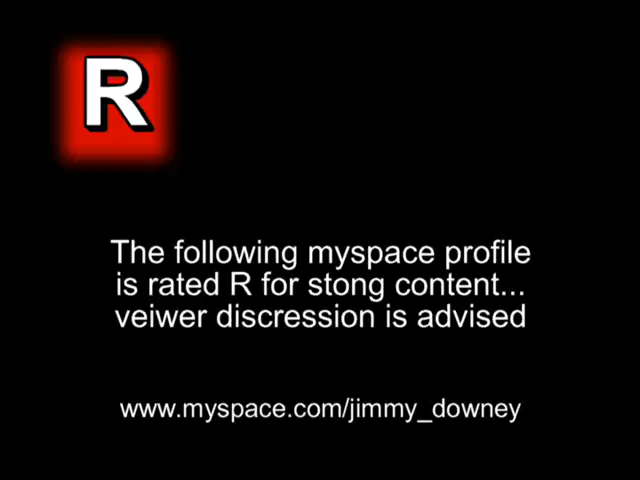 R
The following myspace profile
is rated R for stong content...
veiwer discression is advised
www.myspace.com/jimmy_downey